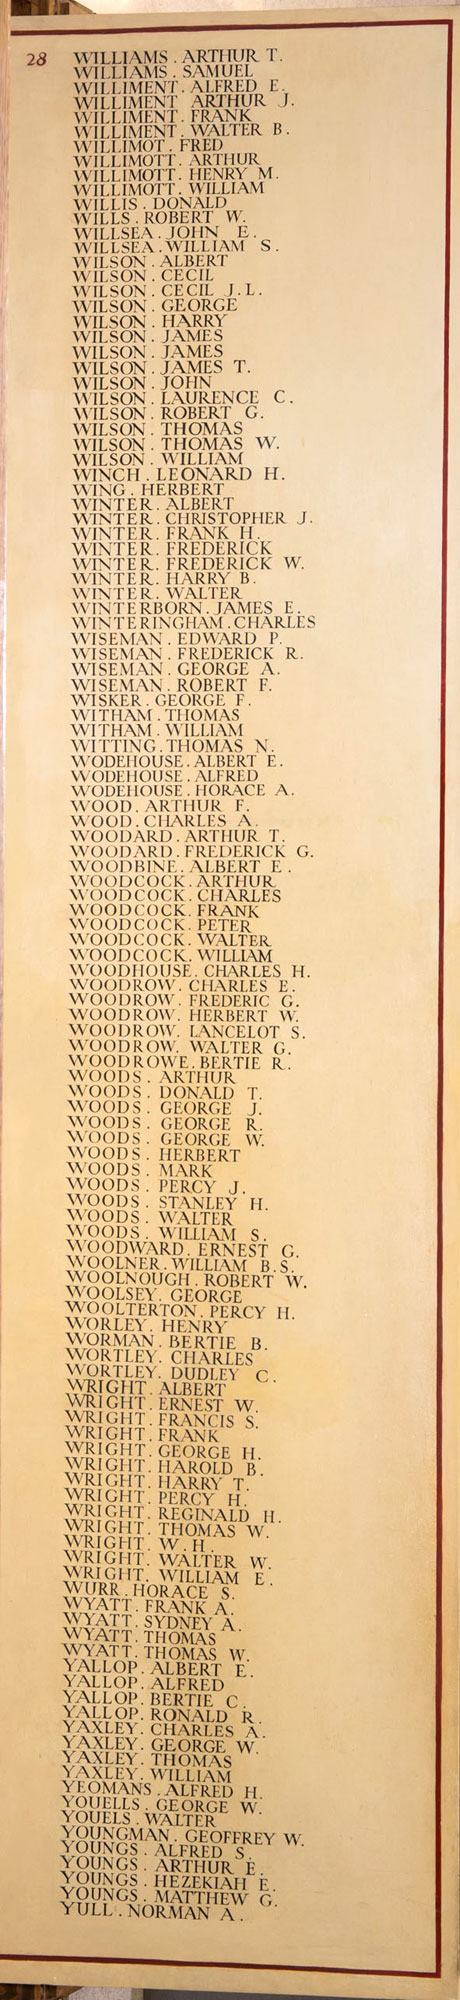 28
WILLIAMS . ARTHUR T.
WILLIAMS . SAMUEL
WILLIMENT . ALFRED E.
WILLIMENT ARTHUR J.
WILLIMENT . FRANK
WILLIMENT . WALTER B.
WILLIMOT . FRED
WILLIMOTT . ARTHUR
WILLIMOTT . HENRY M.
WILLIMOTT . WILLIAM
WILLIS . DONALD
WILLS . ROBERT W.
WILLSEA . JOHN E.
WILLSEA . WILLIAM S.
WILSON . ALBERT
WILSON . CECIL
WILSON . CECIL J.L.
WILSON . GEORGE
WILSON . HARRY
WILSON . JAMES
WILSON . JAMES
WILSON . JAMES T.
WILSON . JOHN
WILSON . LAURENCE C.
WILSON . ROBERT G.
WILSON . THOMAS
WILSON . THOMAS W.
WILSON . WILLIAM
WINCH . LEONARD H.
WING . HERBERT
WINTER . ALBERT
WINTER . CHRISTOPHER J.
WINTER . FRANK H.
WINTER . FREDERICK
WINTER . FREDERICK W.
WINTER . HARRY B.
WINTER . WALTER
WINTERBORN . JAMES E.
WINTERINGHAM . CHARLES
WISEMAN . EDWARD P.
WISEMAN . FREDERICK R.
WISEMAN . GEORGE A.
WISEMAN . ROBERT F.
WISKER . GEORGE F.
WITHAM . THOMAS
WITHAM . WILLIAM
WITTING . THOMAS N.
WODEHOUSE . ALBERT E.
WODEHOUSE . ALFRED
WODEHOUSE . HORACE A.
WOOD . ARTHUR F.
WOOD . CHARLES A.
WOODARD . ARTHUR T.
WOODARD . FREDERICK G.
WOODBINE . ALBERT E.
WOODCOCK . ARTHUR
WOODCOCK . CHARLES
WOODCOCK . FRANK
WOODCOCK . PETER
WOODCOCK . WALTER
WOODCOCK . WILLIAM
WOODHOUSE . CHARLES H.
WOODROW . CHARLES E.
WOODROW . FREDERIC G.
WOODROW . HERBERT W.
WOODROW . LANCELOT S.
WOODROW . WALTER G.
WOODROWE . BERTIE R.
WOODS . ARTHUR
WOODS . DONALD T.
WOODS . GEORGE J.
WOODS . GEORGE R.
WOODS . GEORGE W.
WOODS . HERBERT
WOODS . MARK
WOODS . PERCY J.
WOODS . STANLEY H.
WOODS . WALTER
WOODS . WILLIAM S.
WOODWARD . ERNEST G.
WOOLNER . WILLIAM B.S.
WOOLNOUGH . ROBERT W.
WOOLSEY . GEORGE
WOOLTERTON . PERCY H.
WORLEY . HENRY
WORMAN . BERTIE B.
WORTLEY . CHARLES
WORTLEY . DUDLEY C.
WRIGHT . ALBERT
WRIGHT . ERNEST W.
WRIGHT . FRANCIS S.
WRIGHT . FRANK
WRIGHT . GEORGE H.
WRIGHT . HAROLD B.
WRIGHT . HARRY T.
WRIGHT . PERCY H.
WRIGHT . REGINALD H.
WRIGHT . THOMAS W.
WRIGHT . W.H.
WRIGHT . WALTER W.
WRIGHT . WILLIAM E.
WURR . HORACE S.
WYATT . FRANK A.
WYATT . SYDNEY A.
WYATT . THOMAS
WYATT . THOMAS W.
YALLOP . ALBERT E.
YALLOP . ALFRED
YALLOP . BERTIE C.
YALLOP . RONALD R.
YAXLEY . CHARLES A.
YAXLEY . GEORGE W.
YAXLEY . THOMAS
YAXLEY . WILLIAM
YEOMANS . ALFRED H.
YOUELLS . GEORGE W.
YOUELS . WALTER
YOUNGMAN . GEOFFREY W.
YOUNGS . ALFRED S.
YOUNGS . ARTHUR E.
YOUNGS . HEZEKIAH E.
YOUNGS . MATTHEW G.
YULL . NORMAN A.